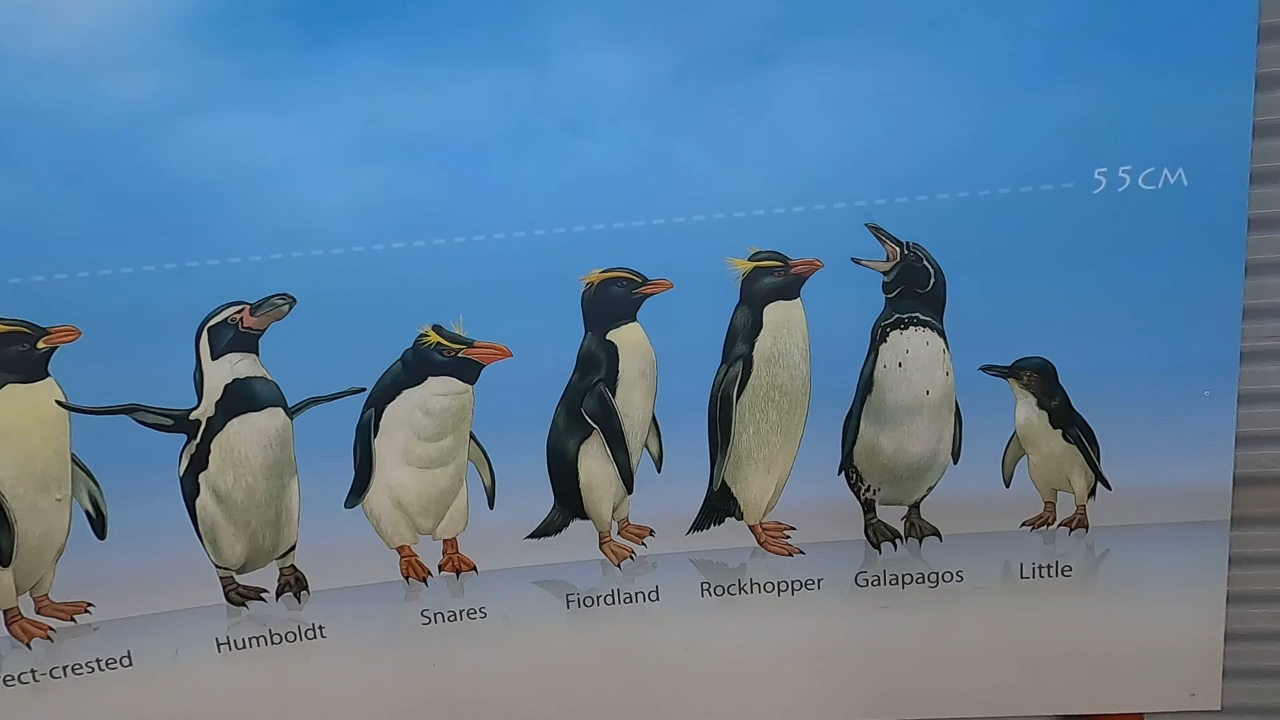 55CM
ect-crested
Humboldt
Snares
Fiordland
Rockhopper
Galapagos
Little